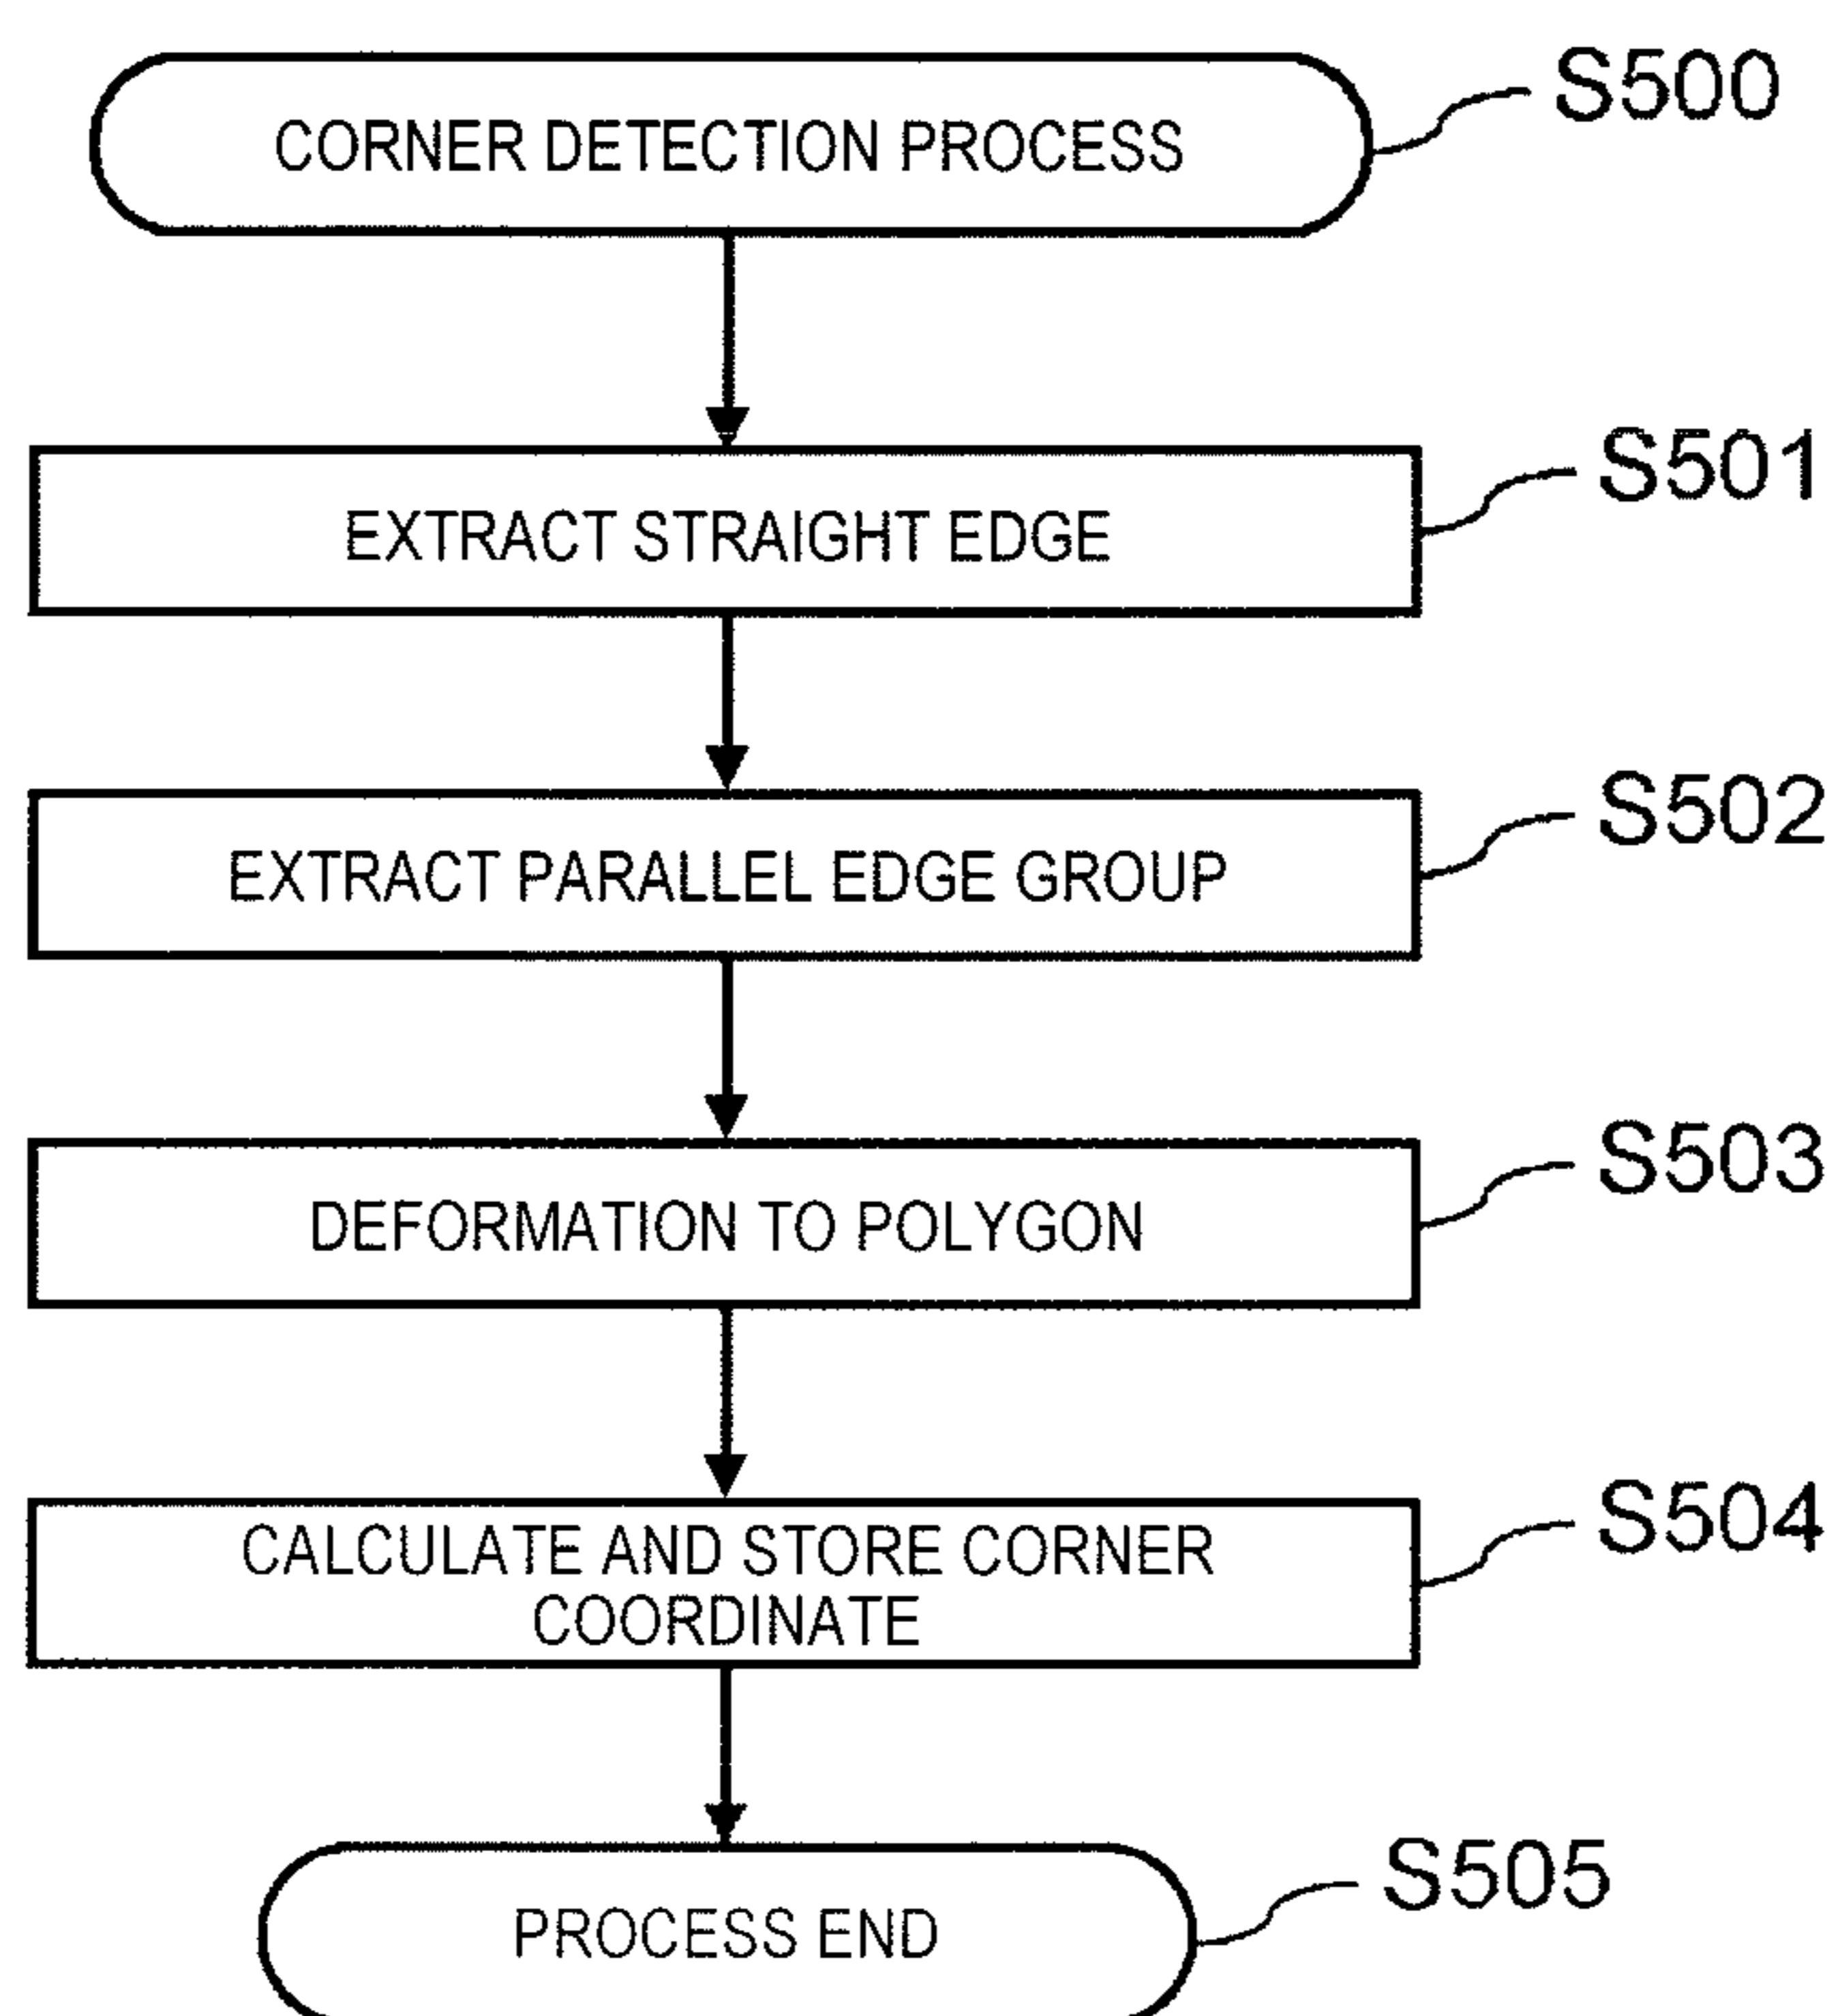 CORNER DETECTION PROCESS
S500
EXTRACT STRAIGHT EDGE
S501
EXTRACT PARALLEL EDGE GROUP
S502
DEFORMATION TO POLYGON
S503
CALCULATE AND STORE CORNER
COORDINATE
S504
PROCESS END
S505